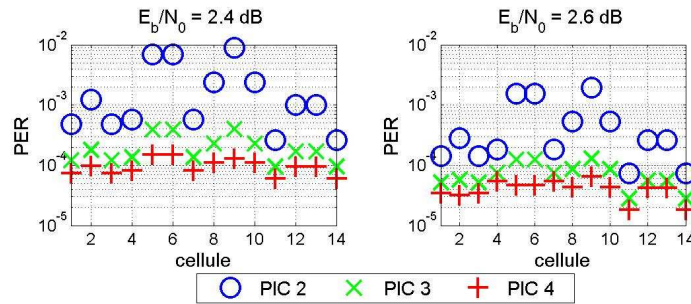 E_b/N_0 = 2.4 dB
PER
10^-2
10^-3
10^-4
10^-5
2 4 6 8 10 12 14
cellule
E_b/N_0 = 2.6 dB
PER
10^-2
10^-3
10^-4
10^-5
2 4 6 8 10 12 14
cellule
PIC 2 PIC 3 PIC 4